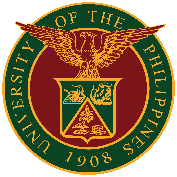 UNIVERSITY OF THE PHILIPPINES
1908